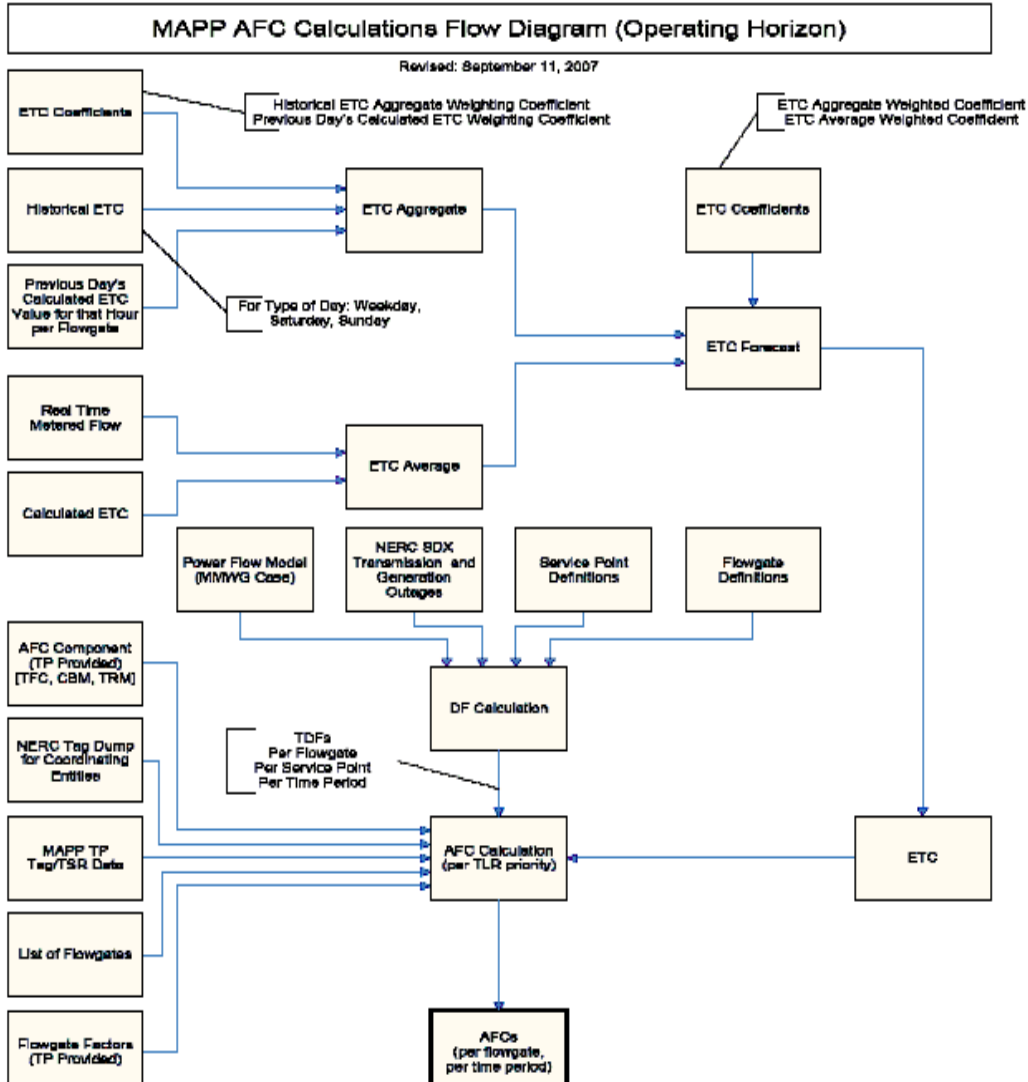 MAPP AFC Calculations Flow Diagram (Operating Horizon)
Revised: September 11, 2007
ETC Coefficients
Historical ETC Aggregate Weighting Coefficient
Previous Day's Calculated ETC Weighting Coefficient
ETC Aggregate Weighted Coefficient
ETC Average Weighted Coefficient
Historical ETC
ETC Aggregate
ETC Coefficients
Previous Day's
Calculated ETC
Value for that Hour
per Flowgate
For Type of Day: Weekday,
Saturday, Sunday
ETC Forecast
Real Time
Metered Flow
ETC Average
Calculated ETC
Power Flow Model
(MMWG Case)
NERC SDX
Transmission and
Generation
Outages
Service Point
Definitions
Flowgate
Definitions
AFC Component
(TP Provided)
[TFC, CBM, TRM]
DF Calculation
NERC Tag Dump
for Coordinating
Entities
TDFs
Per Flowgate
Per Service Point
Per Time Period
MAPP TP
Tag/TSR Data
AFC Calculation
(per TLR priority)
ETC
List of Flowgates
Flowgate Factors
(TP Provided)
AFCs
(per flowgate,
per time period)